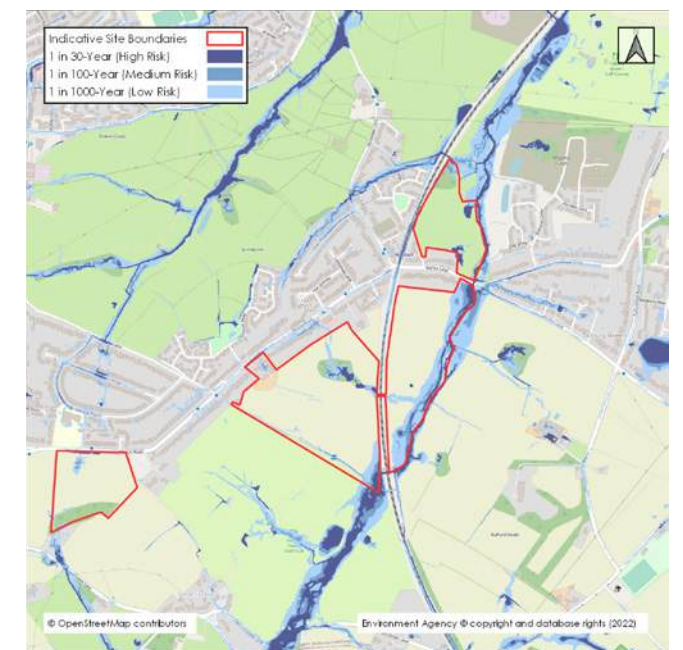 Indicative Site Boundaries
1 in 30-Year (High Risk)
1 in 100-Year (Medium Risk)
1 in 1000-Year (Low Risk)
© OpenStreetMap contributors
Environment Agency © copyright and database rights (2022)